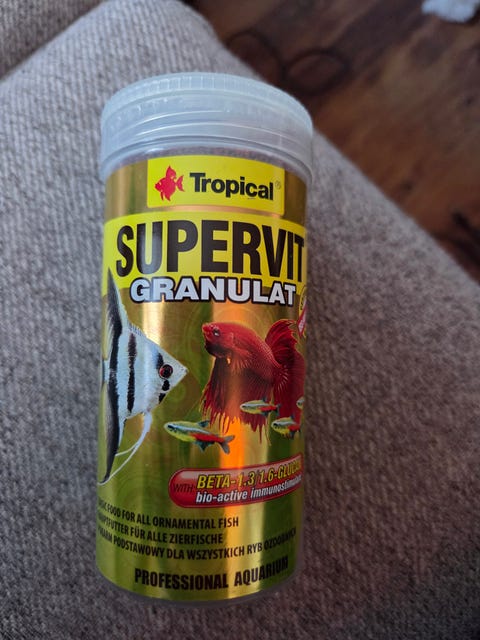 Tropical®
SUPERVIT
GRANULAT
WITH BETA-1.3/1.6-GLUCAN
bio-active immunostimulant
BASIC FOOD FOR ALL ORNAMENTAL FISH
HAUPTFUTTER FÜR ALLE ZIERFISCHE
POKARM PODSTAWOWY DLA WSZYSTKICH RYB OZDOBNYCH
PROFESSIONAL AQUARIUM